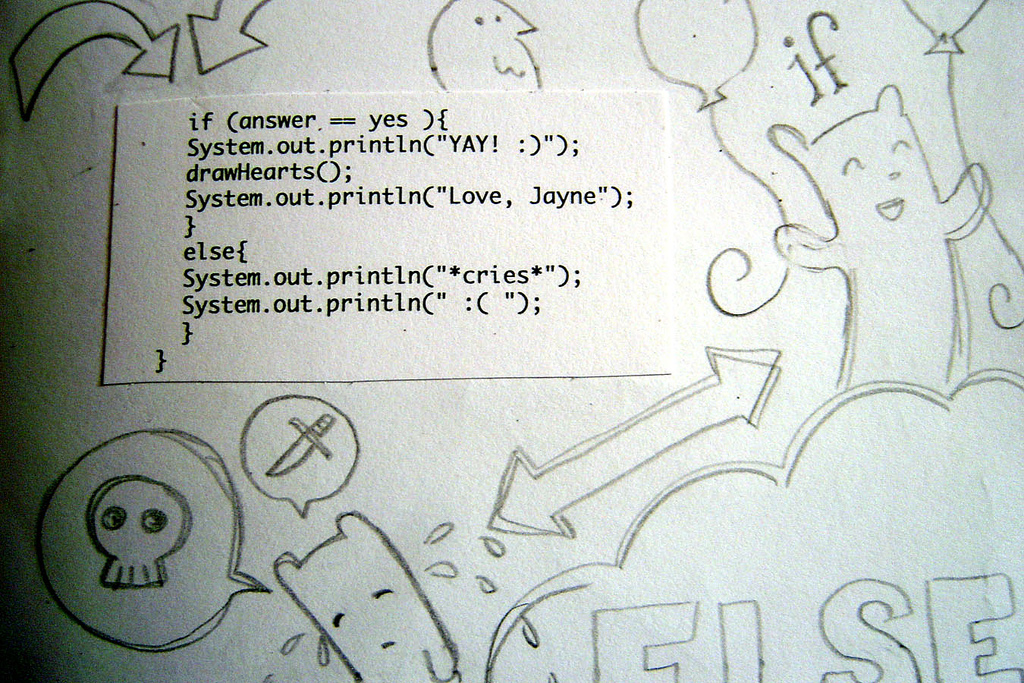 if
if (answer == yes ){
System.out.println("YAY! :)");
drawHearts();
System.out.println("Love, Jayne");
}
else{
System.out.println("*cries*");
System.out.println(" :( ");
}
}
ELSE